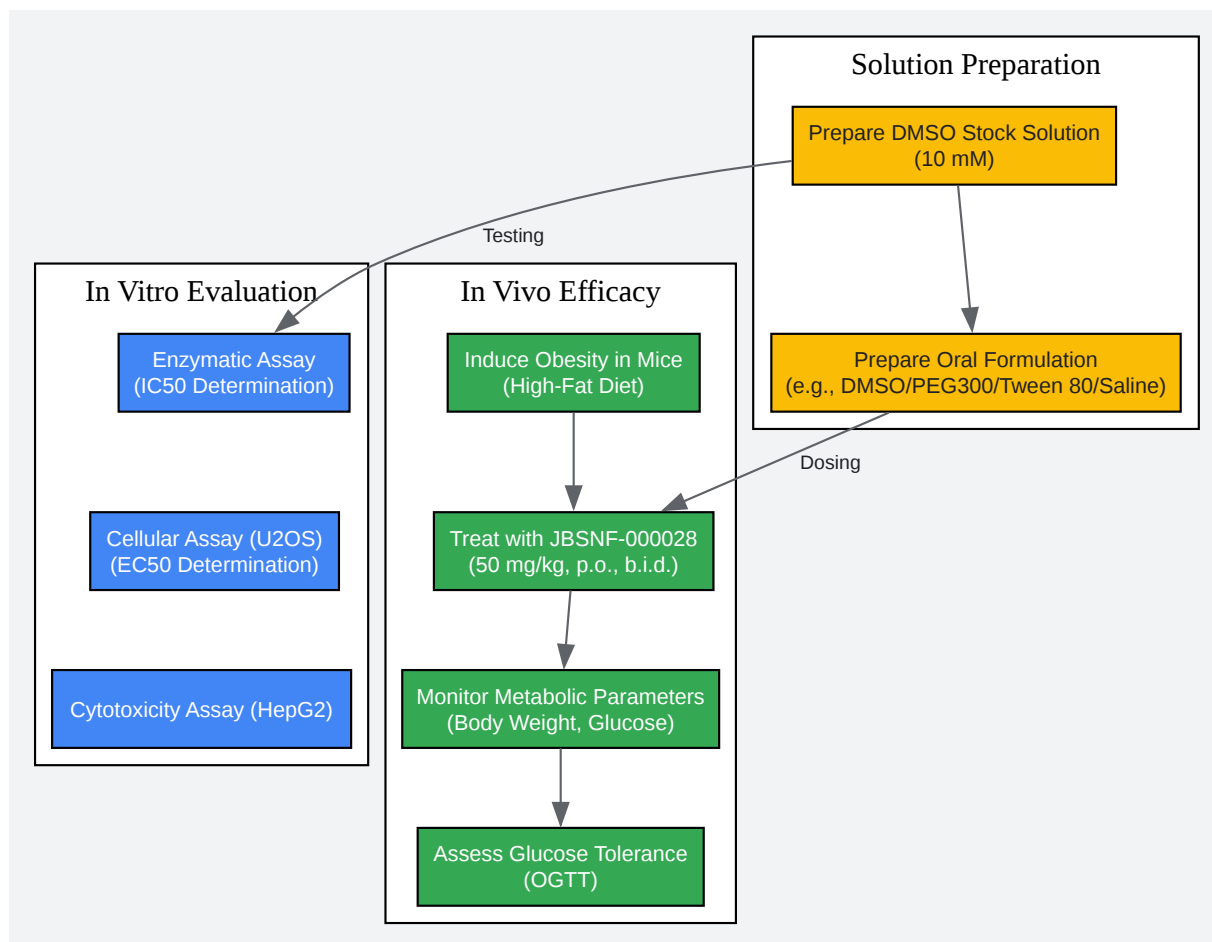 Solution Preparation
Prepare DMSO Stock Solution
(10 mM)
Testing
In Vitro Evaluation
In Vivo Efficacy
Enzymatic Assay
(IC50 Determination)
Induce Obesity in Mice
(High-Fat Diet)
Prepare Oral Formulation
(e.g., DMSO/PEG300/Tween 80/Saline)
Dosing
Cellular Assay (U2OS)
(EC50 Determination)
Treat with JBSNF-000028
(50 mg/kg, p.o., b.i.d.)
Cytotoxicity Assay (HepG2)
Monitor Metabolic Parameters
(Body Weight, Glucose)
Assess Glucose Tolerance
(OGTT)